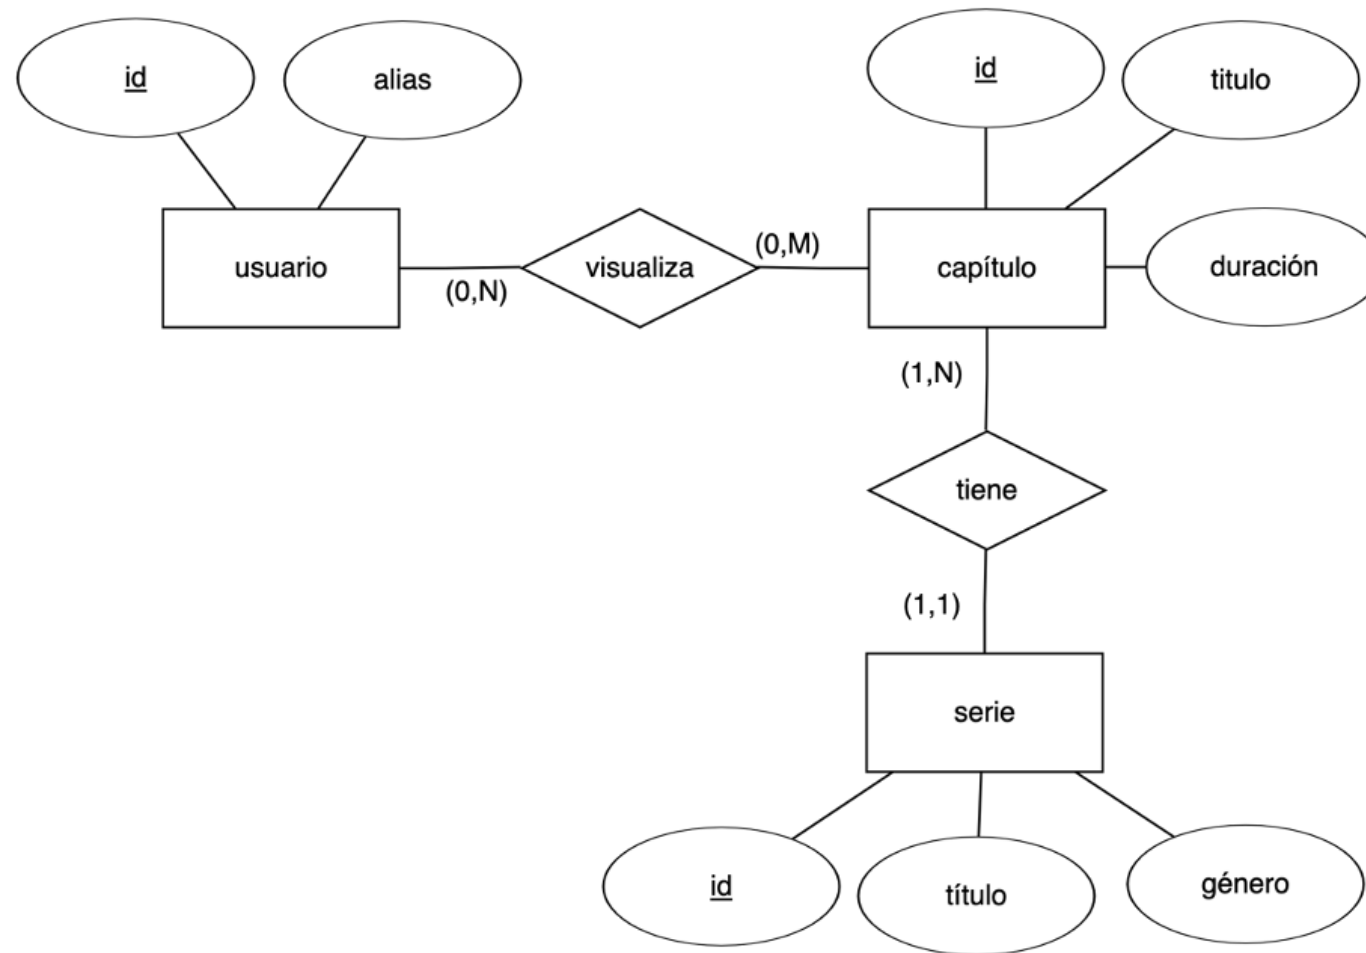 id
alias
id
titulo
usuario
(0,N)
visualiza
(0,M)
capítulo
duración
(1,N)
tiene
(1,1)
serie
id
título
género